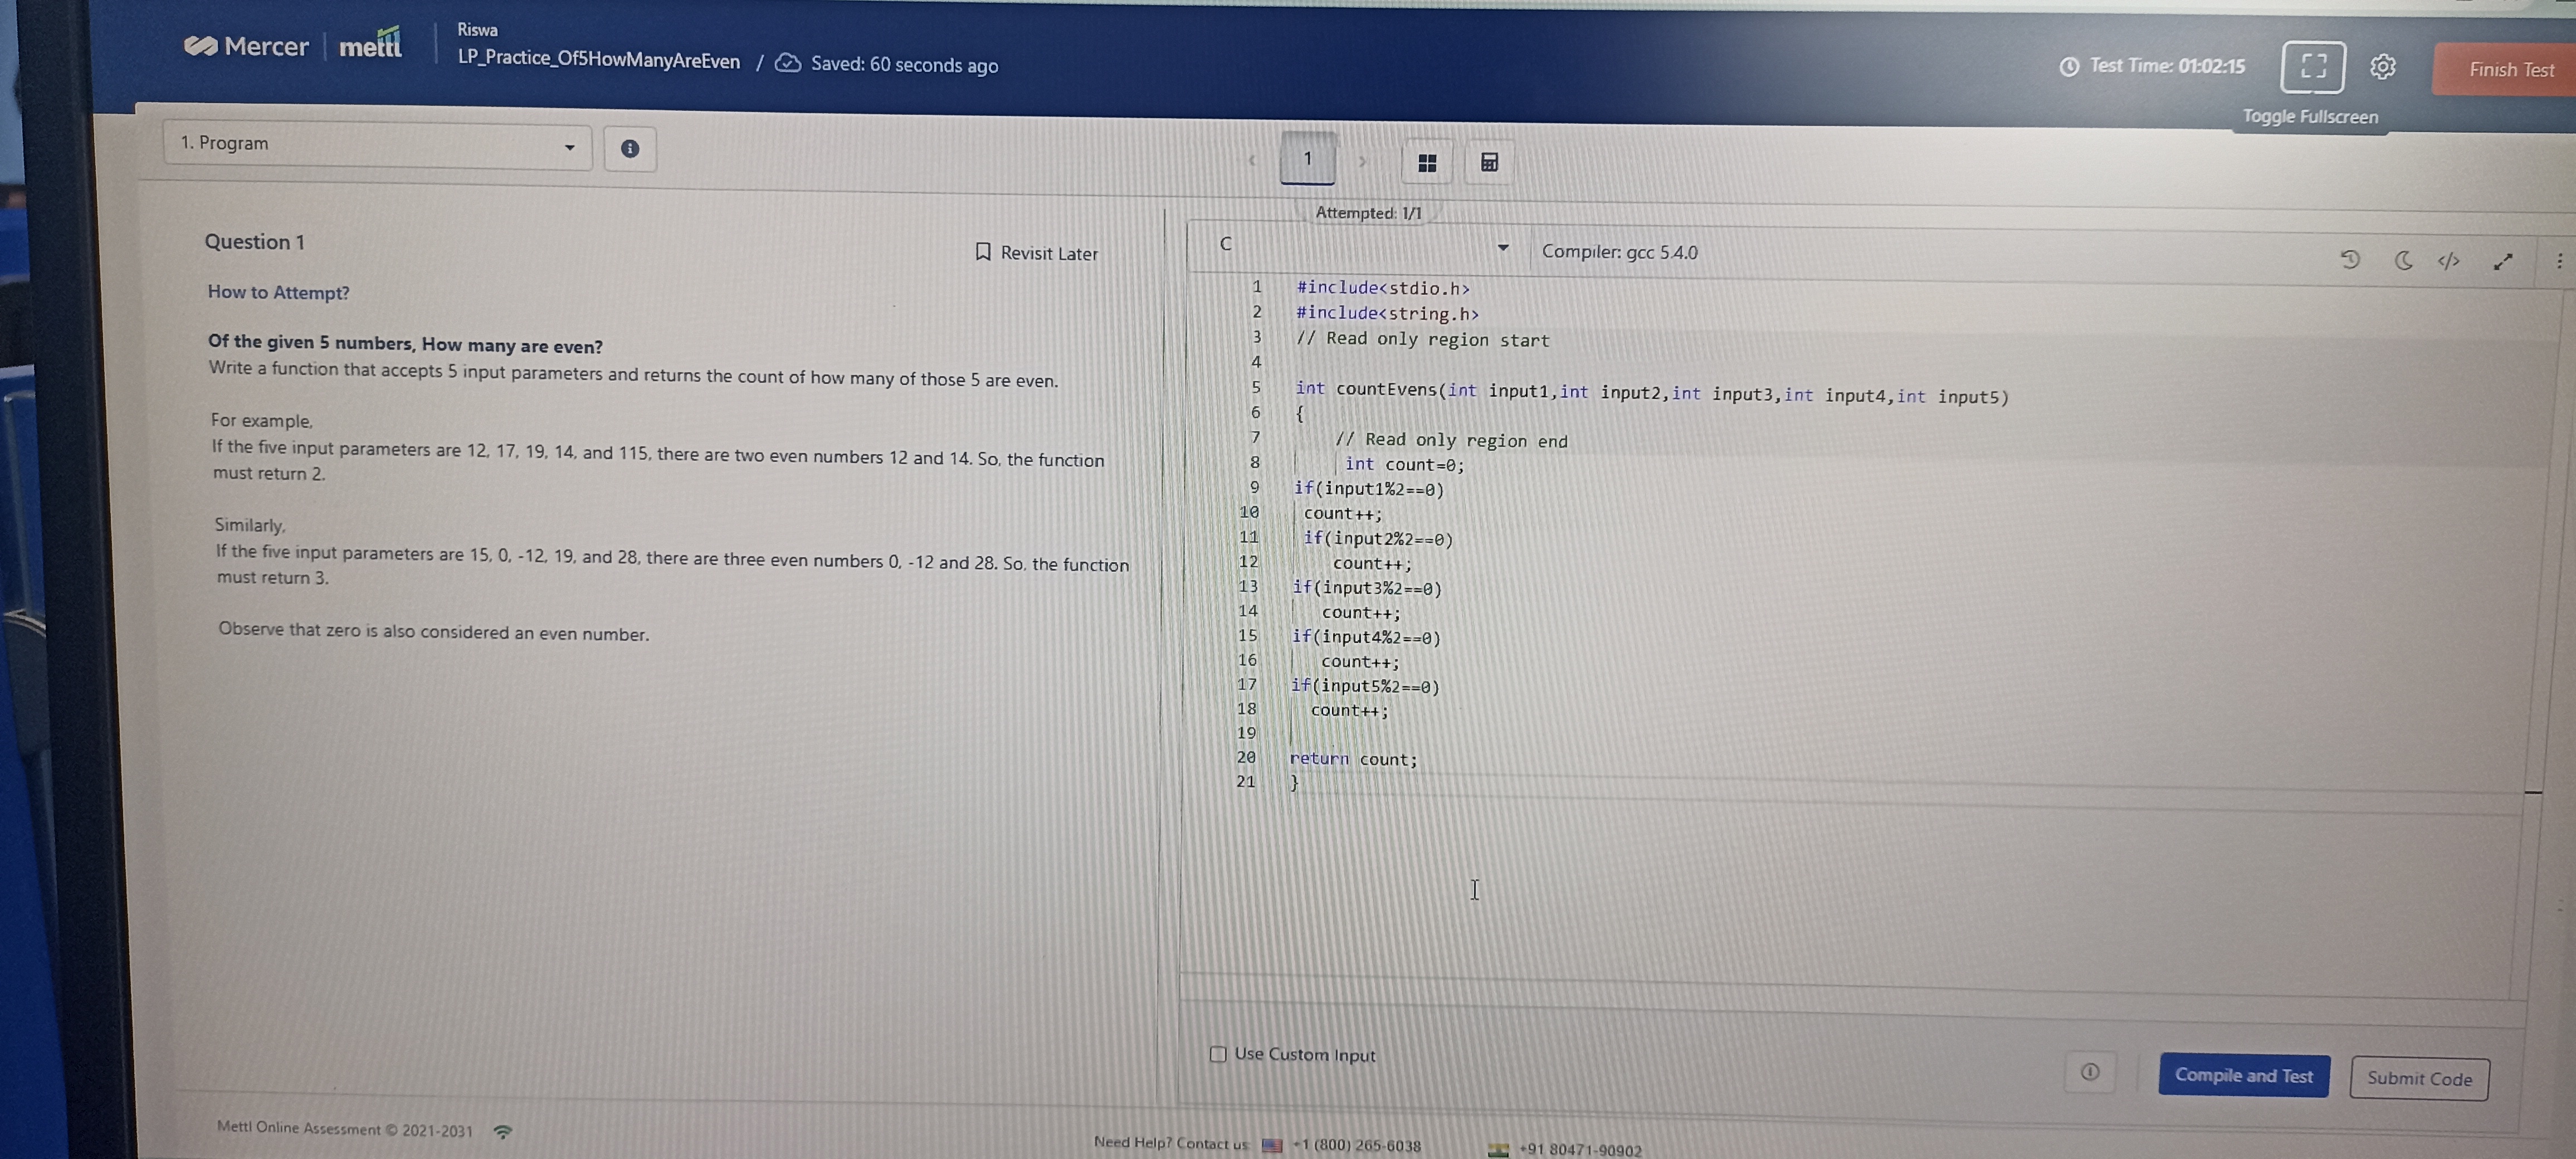 Mercer | mettl
Riswa
LP_Practice_Of5HowManyAreEven / Saved: 60 seconds ago
Test Time: 01:02:15
Finish Test
Toggle Fullscreen
1. Program
1
Attempted: 1/1
Question 1
Revisit Later
How to Attempt?
Of the given 5 numbers, How many are even?
Write a function that accepts 5 input parameters and returns the count of how many of those 5 are even.
For example,
If the five input parameters are 12, 17, 19, 14, and 115, there are two even numbers 12 and 14. So, the function
must return 2.
Similarly,
If the five input parameters are 15, 0, -12, 19, and 28, there are three even numbers 0, -12 and 28. So, the function
must return 3.
Observe that zero is also considered an even number.
C
Compiler: gcc 5.4.0
1 #include<stdio.h>
2 #include<string.h>
3 // Read only region start
4
5 int countEvens(int input1,int input2,int input3,int input4,int input5)
6 {
7 // Read only region end
8 int count=0;
9 if(input1%2==0)
10 count++;
11 if(input2%2==0)
12 count++;
13 if(input3%2==0)
14 count++;
15 if(input4%2==0)
16 count++;
17 if(input5%2==0)
18 count++;
19
20 return count;
21 }
Use Custom Input
Compile and Test
Submit Code
Mettl Online Assessment © 2021-2031
Need Help? Contact us: +1 (800) 265-6038
+91 80471-90902